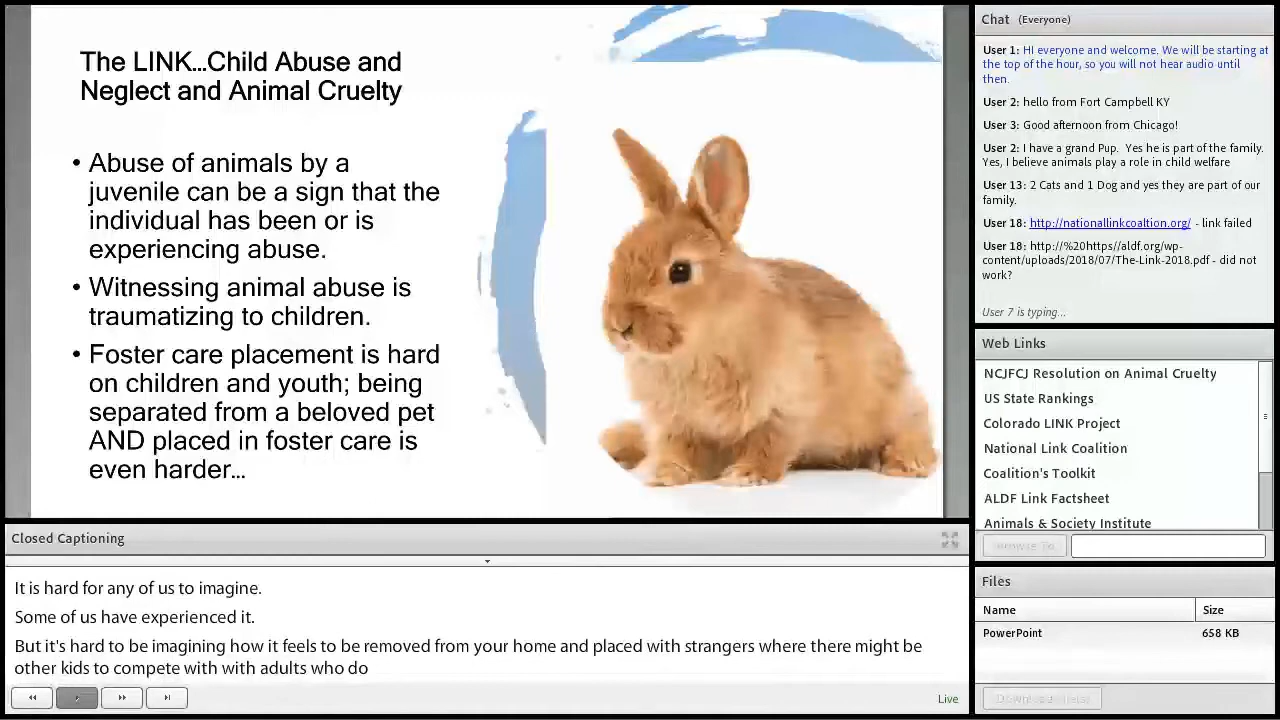 The LINK...Child Abuse and
Neglect and Animal Cruelty
• Abuse of animals by a
juvenile can be a sign that the
individual has been or is
experiencing abuse.
• Witnessing animal abuse is
traumatizing to children.
• Foster care placement is hard
on children and youth; being
separated from a beloved pet
AND placed in foster care is
even harder...
Closed Captioning
It is hard for any of us to imagine.
Some of us have experienced it.
But it's hard to be imagining how it feels to be removed from your home and placed with strangers where there might be
other kids to compete with with adults who do
Live
Chat (Everyone)
User 1: HI everyone and welcome. We will be starting at
the top of the hour, so you will not hear audio until
then.
User 2: hello from Fort Campbell KY
User 3: Good afternoon from Chicago!
User 2: I have a grand Pup. Yes he is part of the family.
Yes, I believe animals play a role in child welfare
User 13: 2 Cats and 1 Dog and yes they are part of our
family.
User 18: http://nationallinkcoaltion.org/ - link failed
User 18: http://%20https//aldf.org/wp-
content/uploads/2018/07/The-Link-2018.pdf - did not
work?
User 7 is typing...
Web Links
NCJFCJ Resolution on Animal Cruelty
US State Rankings
Colorado LINK Project
National Link Coalition
Coalition's Toolkit
ALDF Link Factsheet
Animals & Society Institute
Browse To
Files
Name Size
PowerPoint 658 KB